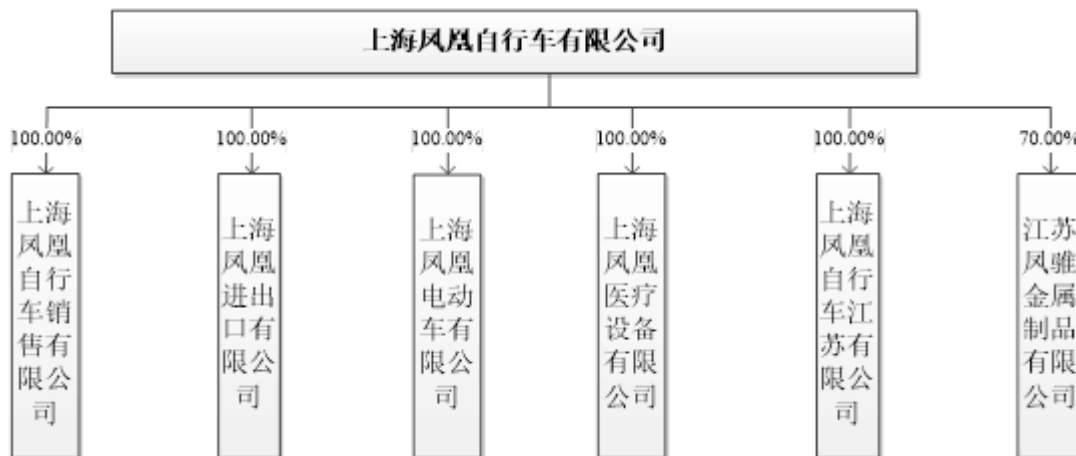 上海凤凰自行车有限公司
100.00%
100.00%
100.00%
100.00%
100.00%
70.00%
上海
凤凰
自行
车销
售有
限公
司
上海
凤凰
进出
口有
限公
司
上海
凤凰
电动
车有
限公
司
上海
凤凰
医疗
设备
有限
公司
上海
凤凰
自行
车江
苏有
限公
司
江苏
凤骓
金属
制品
有限
公司